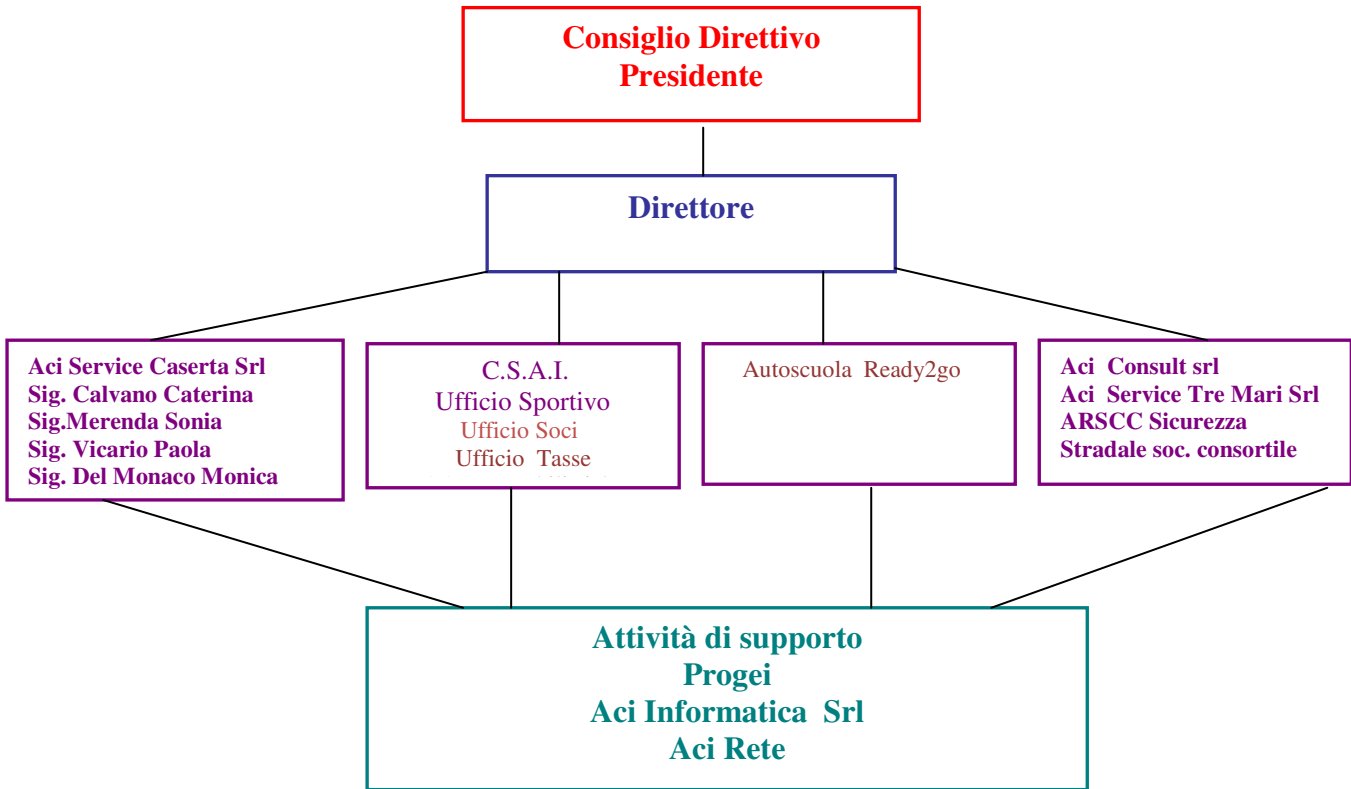 Consiglio Direttivo
Presidente
Direttore
Aci Service Caserta Srl
Sig. Calvano Caterina
Sig.Merenda Sonia
Sig. Vicario Paola
Sig. Del Monaco Monica
C.S.A.I.
Ufficio Sportivo
Ufficio Soci
Ufficio Tasse
Autoscuola Ready2go
Aci Consult srl
Aci Service Tre Mari Srl
ARSCC Sicurezza
Stradale soc. consortile
Attività di supporto
Progei
Aci Informatica Srl
Aci Rete